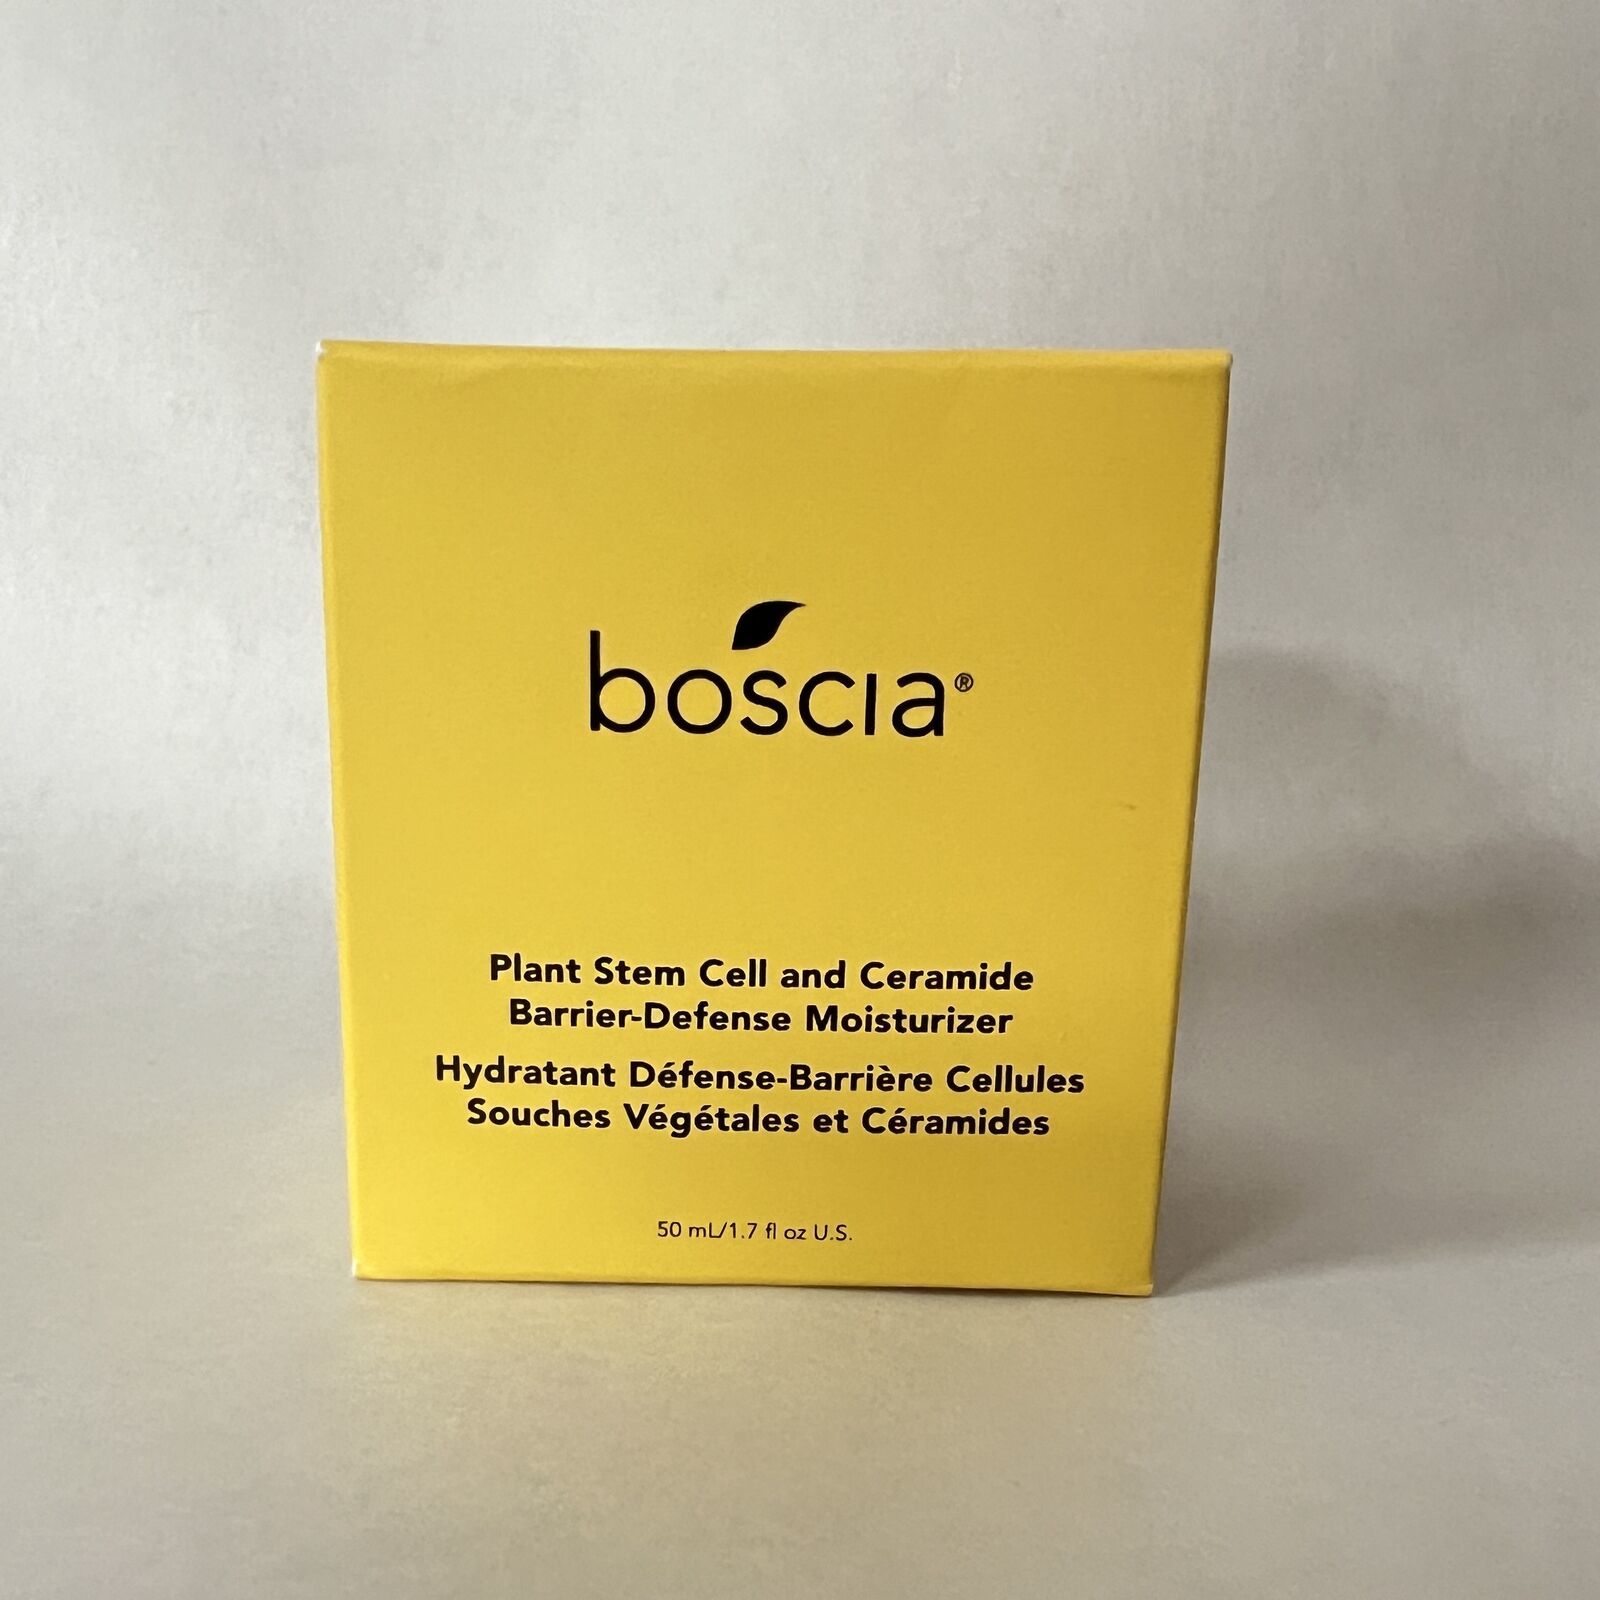 boscia®
Plant Stem Cell and Ceramide
Barrier-Defense Moisturizer
Hydratant Défense-Barrière Cellules
Souches Végétales et Céramides
50 mL/1.7 fl oz U.S.